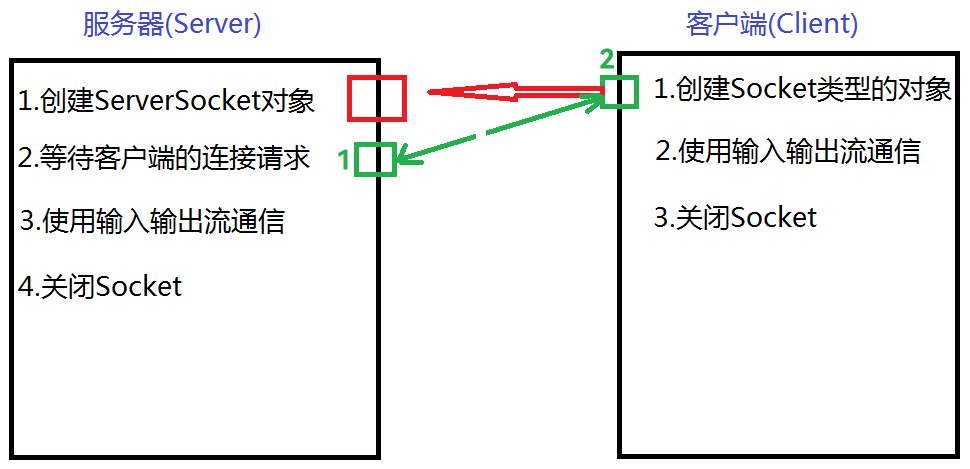 服务器(Server)
1.创建ServerSocket对象
2.等待客户端的连接请求
1
3.使用输入输出流通信
4.关闭Socket
客户端(Client)
2
1.创建Socket类型的对象
2.使用输入输出流通信
3.关闭Socket